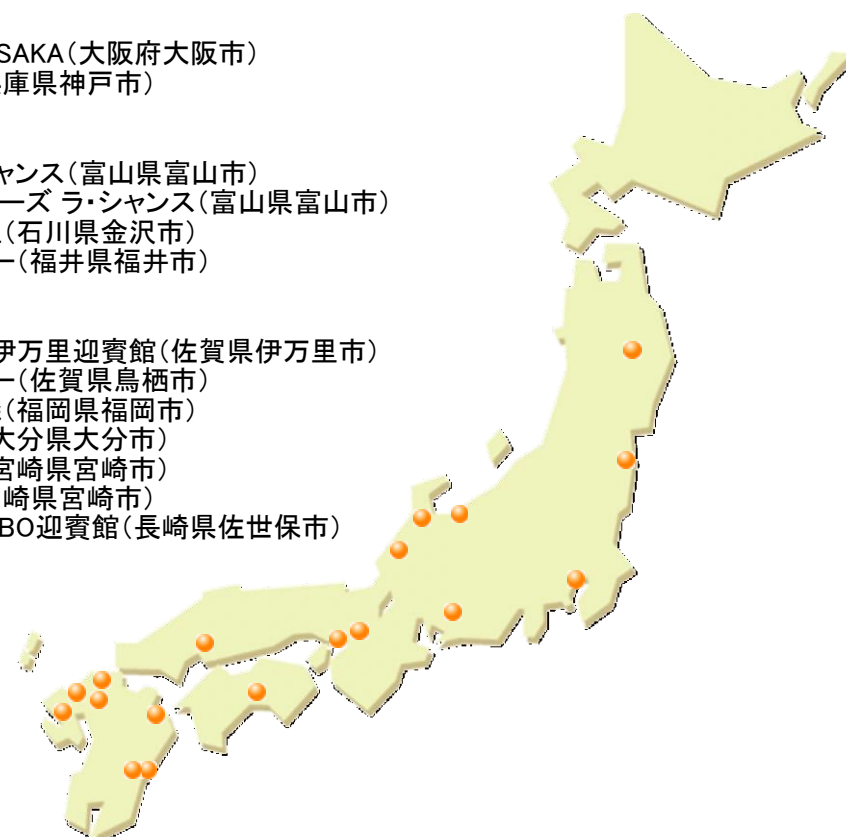 SAKA(大阪府大阪市)
庫県神戸市)
ャンス(富山県富山市)
ーズ ラ・シャンス(富山県富山市)
(石川県金沢市)
ー(福井県福井市)
伊万里迎賓館(佐賀県伊万里市)
ー(佐賀県鳥栖市)
(福岡県福岡市)
大分県大分市)
宮崎県宮崎市)
崎県宮崎市)
BO迎賓館(長崎県佐世保市)